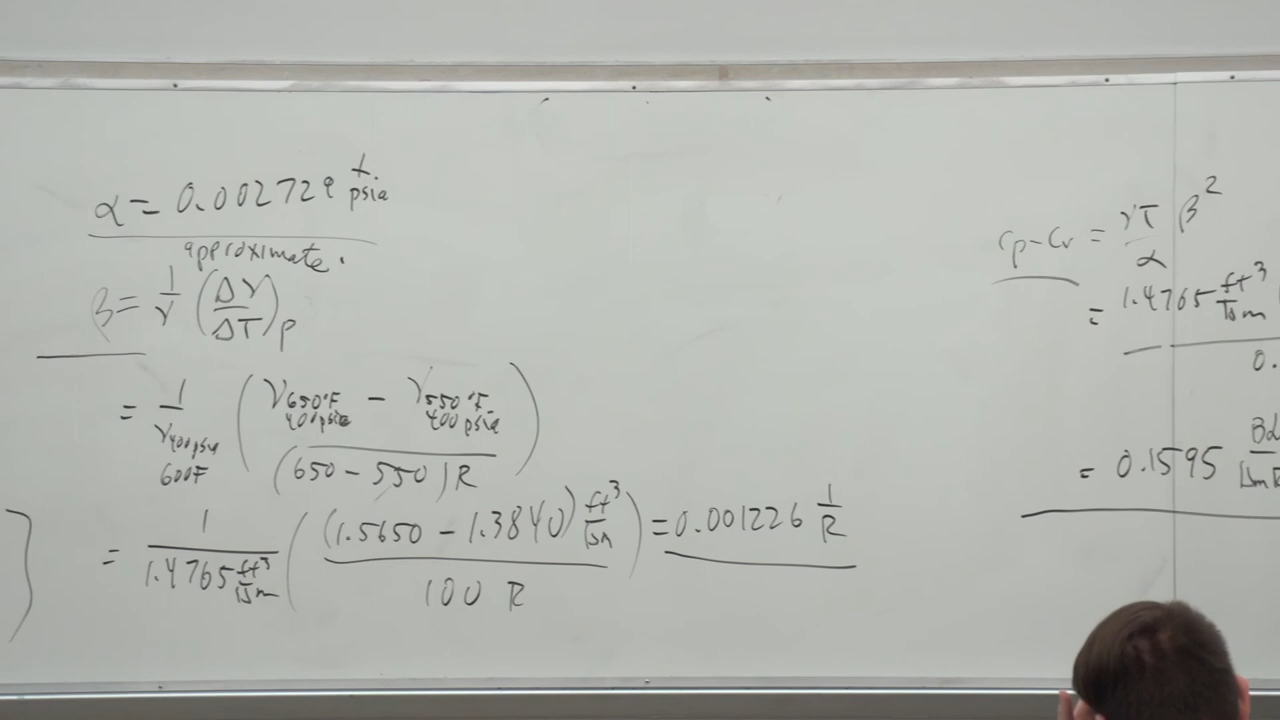 α = 0.002729 1/psia
approximate.
β = 1/v (Δv/ΔT)p
= 1/v400psia 600F (v650°F 400psia - v550°F 400psia / (650 - 550)R)
= 1/1.4765 ft³/lbm ((1.5650 - 1.3840) ft³/lbm / 100 R) = 0.001226 1/R
cp - cv = vT/α β²
= 1.4765 ft³/lbm
0.
= 0.1595